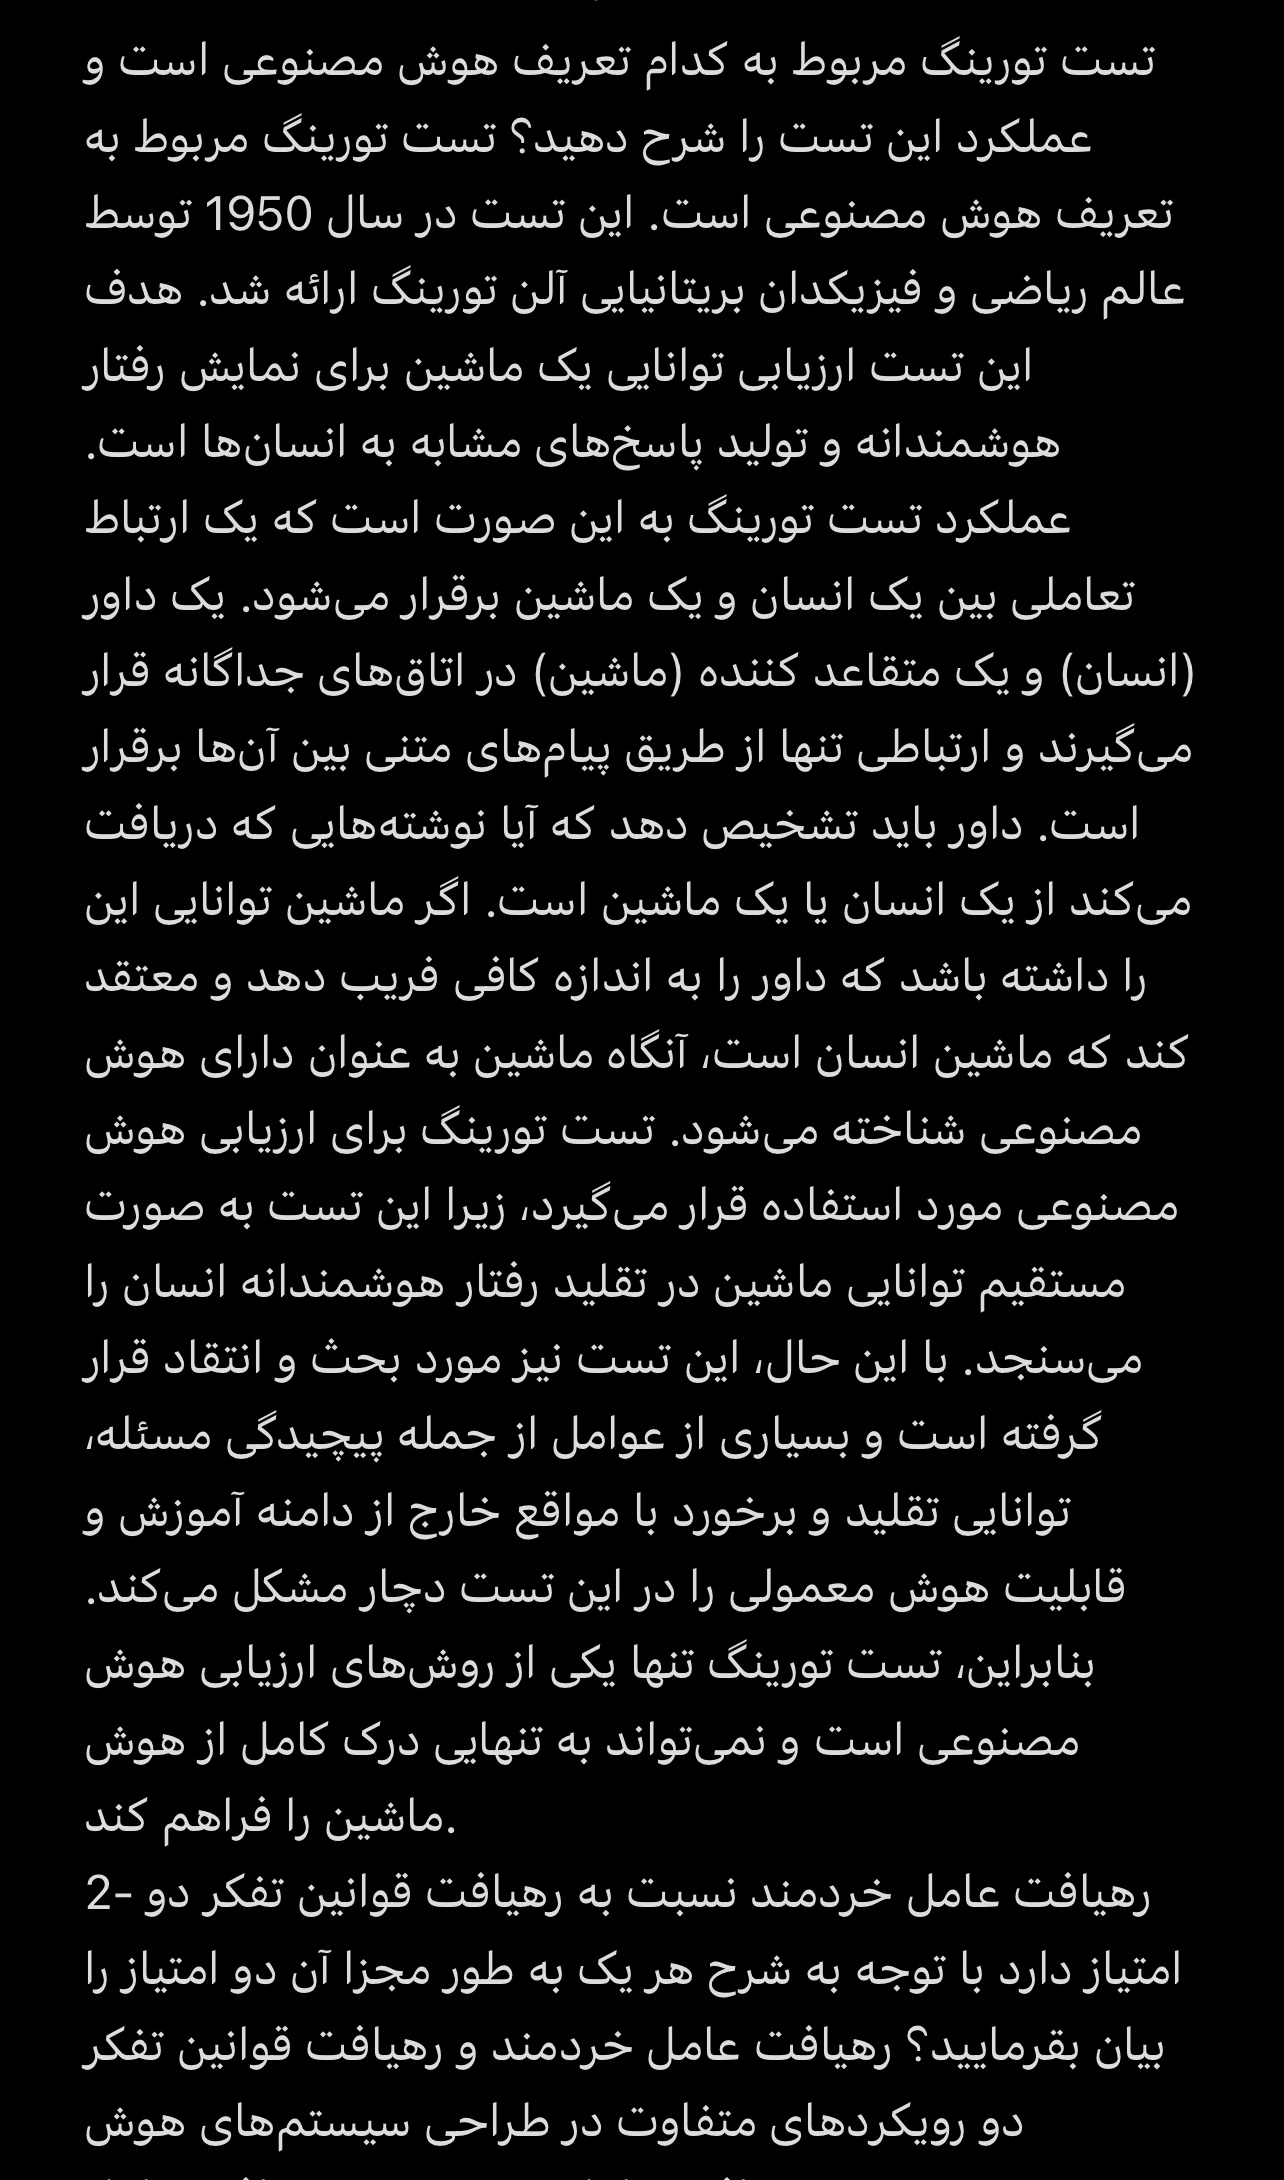 تست تورینگ مربوط به کدام تعریف هوش مصنوعی است و
عملکرد این تست را شرح دهید؟ تست تورینگ مربوط به
تعریف هوش مصنوعی است. این تست در سال 1950 توسط
عالم ریاضی و فیزیکدان بریتانیایی آلن تورینگ ارائه شد. هدف
این تست ارزیابی توانایی یک ماشین برای نمایش رفتار
هوشمندانه و تولید پاسخ‌های مشابه به انسان‌ها است.
عملکرد تست تورینگ به این صورت است که یک ارتباط
تعاملی بین یک انسان و یک ماشین برقرار می‌شود. یک داور
(انسان) و یک متقاعد کننده (ماشین) در اتاق‌های جداگانه قرار
می‌گیرند و ارتباطی تنها از طریق پیام‌های متنی بین آن‌ها برقرار
است. داور باید تشخیص دهد که آیا نوشته‌هایی که دریافت
می‌کند از یک انسان یا یک ماشین است. اگر ماشین توانایی این
را داشته باشد که داور را به اندازه کافی فریب دهد و معتقد
کند که ماشین انسان است، آنگاه ماشین به عنوان دارای هوش
مصنوعی شناخته می‌شود. تست تورینگ برای ارزیابی هوش
مصنوعی مورد استفاده قرار می‌گیرد، زیرا این تست به صورت
مستقیم توانایی ماشین در تقلید رفتار هوشمندانه انسان را
می‌سنجد. با این حال، این تست نیز مورد بحث و انتقاد قرار
گرفته است و بسیاری از عوامل از جمله پیچیدگی مسئله،
توانایی تقلید و برخورد با مواقع خارج از دامنه آموزش و
قابلیت هوش معمولی را در این تست دچار مشکل می‌کند.
بنابراین، تست تورینگ تنها یکی از روش‌های ارزیابی هوش
مصنوعی است و نمی‌تواند به تنهایی درک کامل از هوش
.ماشین را فراهم کند
رهیافت عامل خردمند نسبت به رهیافت قوانین تفکر دو -2
امتیاز دارد با توجه به شرح هر یک به طور مجزا آن دو امتیاز را
بیان بقرمایید؟ رهیافت عامل خردمند و رهیافت قوانین تفکر
دو رویکردهای متفاوت در طراحی سیستم‌های هوش